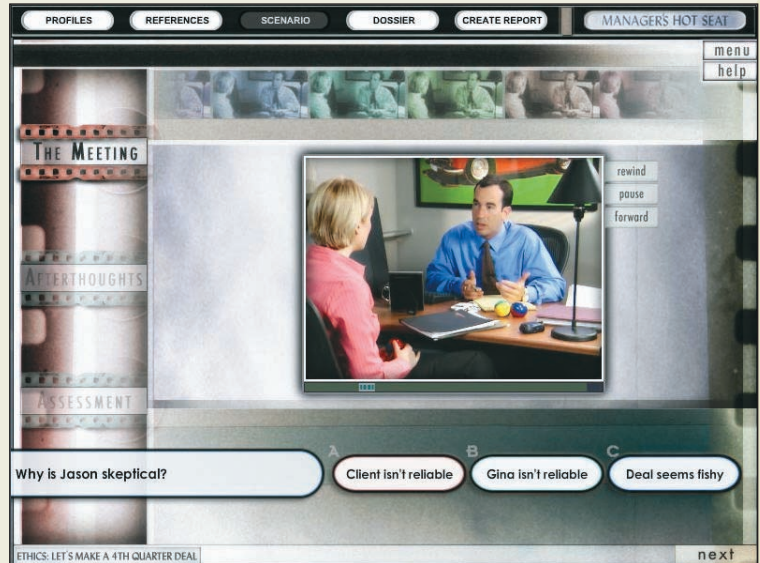 PROFILES
REFERENCES
SCENARIO
DOSSIER
CREATE REPORT
MANAGER'S HOT SEAT
menu
help
THE MEETING
rewind
pause
forward
AFTERTHOUGHTS
ASSESSMENT
A
B
C
Why is Jason skeptical?
Client isn't reliable
Gina isn't reliable
Deal seems fishy
ETHICS: LET'S MAKE A 4TH QUARTER DEAL
next